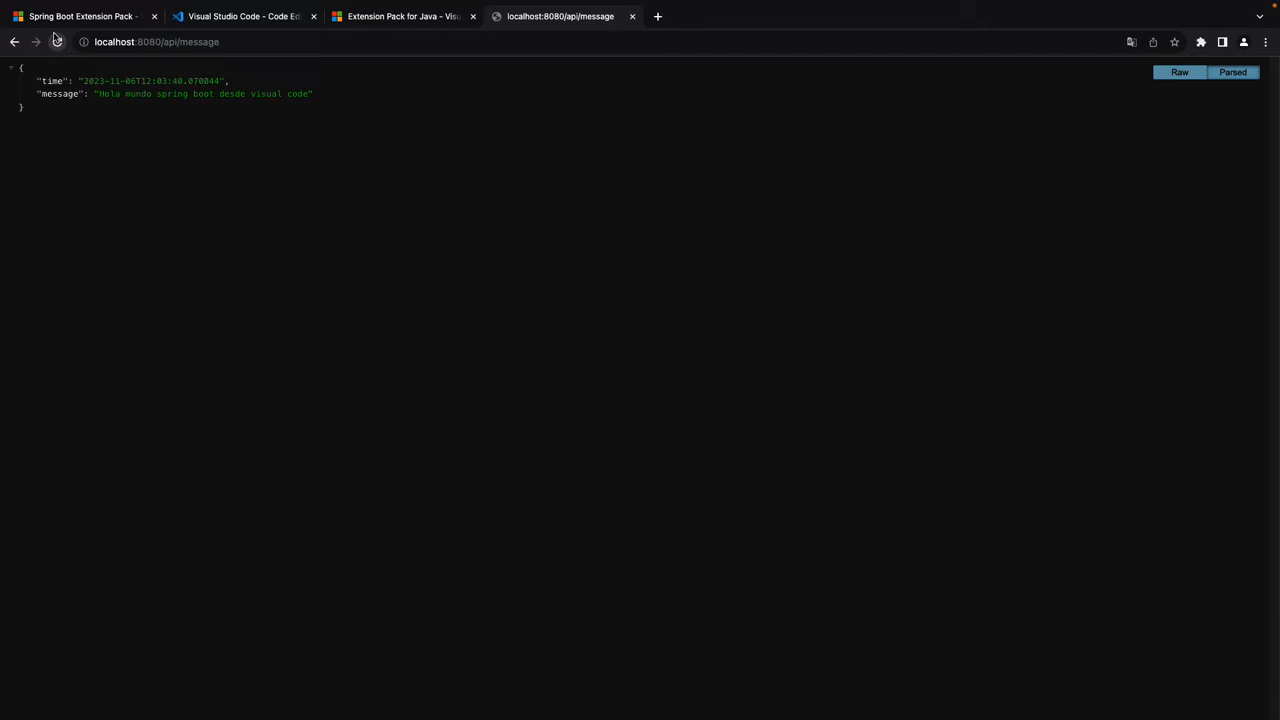 Spring Boot Extension Pack -
Visual Studio Code - Code Ed
Extension Pack for Java - Visu
localhost:8080/api/message
localhost:8080/api/message
{
"time": "2023-11-06T12:03:40.070044",
"message": "Hola mundo spring boot desde visual code"
}
Raw
Parsed